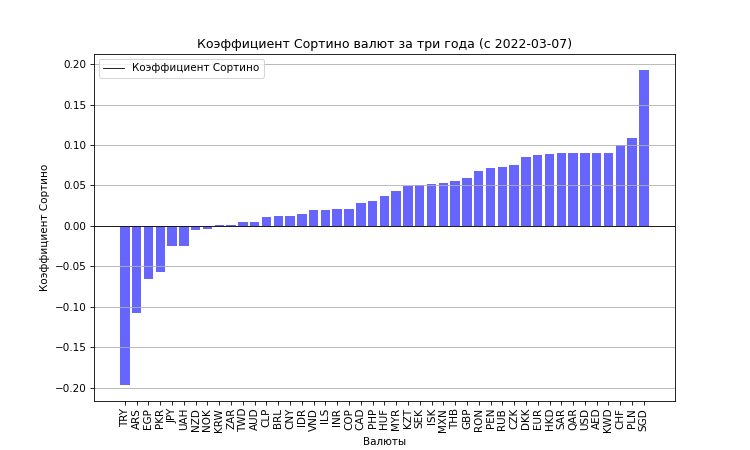 Коэффициент Сортино валют за три года (с 2022-03-07)
Коэффициент Сортино
0.20
0.15
0.10
0.05
0.00
−0.05
−0.10
−0.15
−0.20
Коэффициент Сортино
TRY
ARS
EGP
PKR
JPY
UAH
NZD
NOK
KRW
ZAR
TWD
AUD
CLP
BRL
CNY
IDR
VND
ILS
INR
COP
CAD
PHP
HUF
MYR
KZT
SEK
ISK
MXN
THB
GBP
RON
PEN
RUB
CZK
DKK
EUR
HKD
SAR
QAR
USD
AED
KWD
CHF
PLN
SGD
Валюты